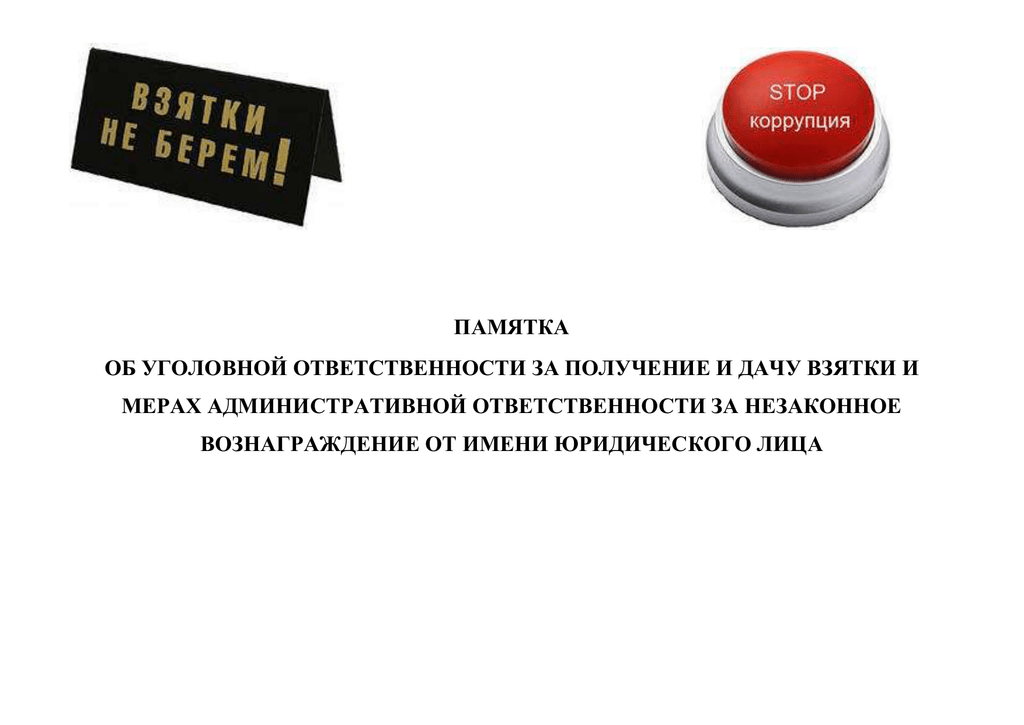 ВЗЯТКИ
НЕ БЕРЕМ!
STOP
коррупция
ПАМЯТКА
ОБ УГОЛОВНОЙ ОТВЕТСТВЕННОСТИ ЗА ПОЛУЧЕНИЕ И ДАЧУ ВЗЯТКИ И
МЕРАХ АДМИНИСТРАТИВНОЙ ОТВЕТСТВЕННОСТИ ЗА НЕЗАКОННОЕ
ВОЗНАГРАЖДЕНИЕ ОТ ИМЕНИ ЮРИДИЧЕСКОГО ЛИЦА